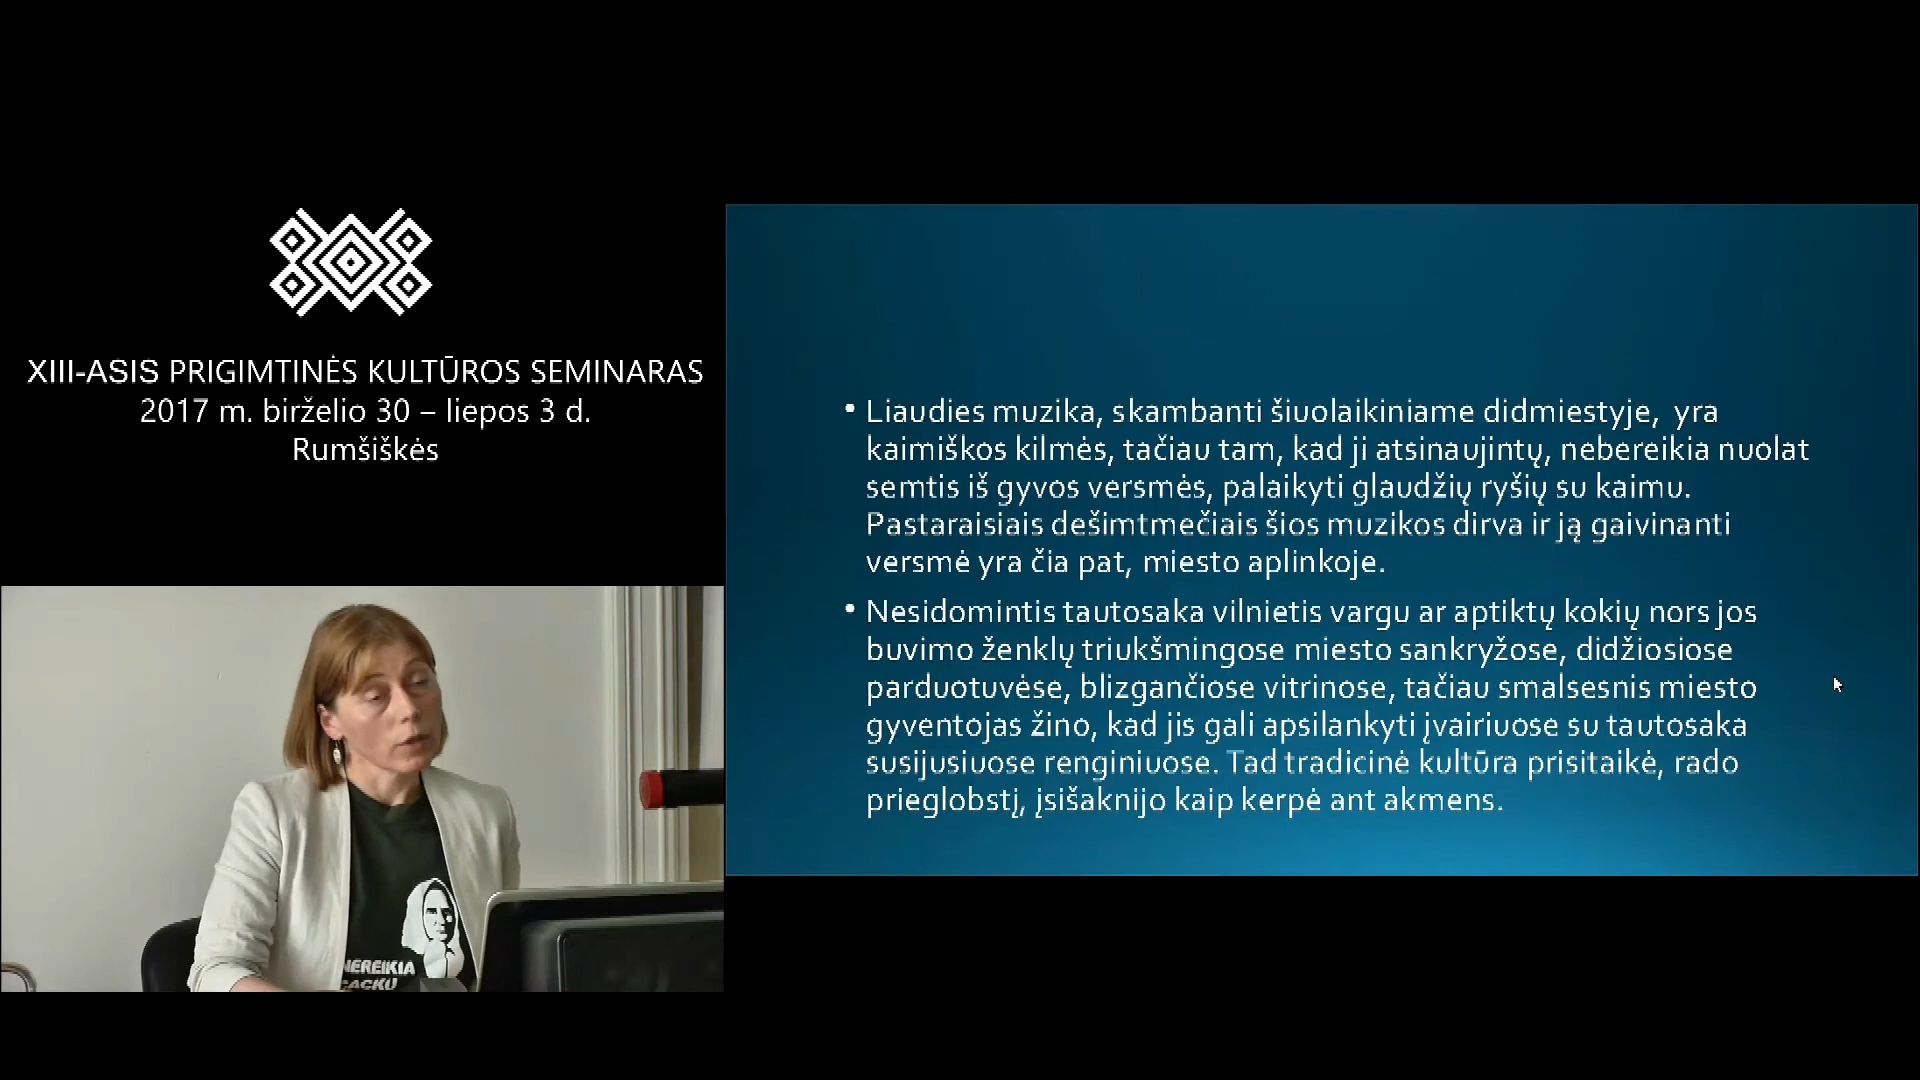 XIII-ASIS PRIGIMTINĖS KULTŪROS SEMINARAS
2017 m. birželio 30 – liepos 3 d.
Rumšiškės
• Liaudies muzika, skambanti šiuolaikiniame didmiestyje, yra
kaimiškos kilmės, tačiau tam, kad ji atsinaujintų, nebereikia nuolat
semtis iš gyvos versmės, palaikyti glaudžių ryšių su kaimu.
Pastaraisiais dešimtmečiais šios muzikos dirva ir ją gaivinanti
versmė yra čia pat, miesto aplinkoje.
• Nesidomintis tautosaka vilnietis vargu ar aptiktų kokių nors jos
buvimo ženklų triukšmingose miesto sankryžose, didžiosiose
parduotuvėse, blizgančiose vitrinose, tačiau smalsesnis miesto
gyventojas žino, kad jis gali apsilankyti įvairiuose su tautosaka
susijusiuose renginiuose. Tad tradicinė kultūra prisitaikė, rado
prieglobstį, įsišaknijo kaip kerpė ant akmens.
NEREIKIA